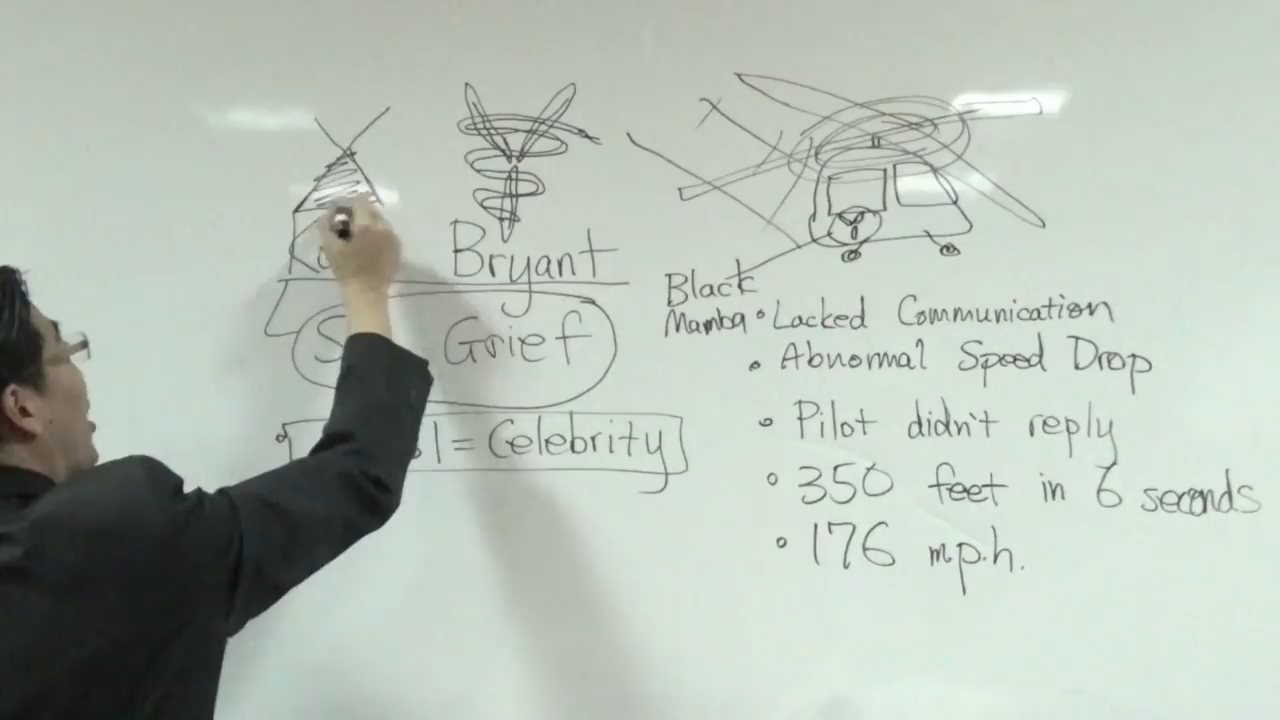 Bryant
Grief
= Celebrity
Black
Mamba
• Lacked Communication
• Abnormal Speed Drop
• Pilot didn't reply
• 350 feet in 6 seconds
• 176 m.p.h.